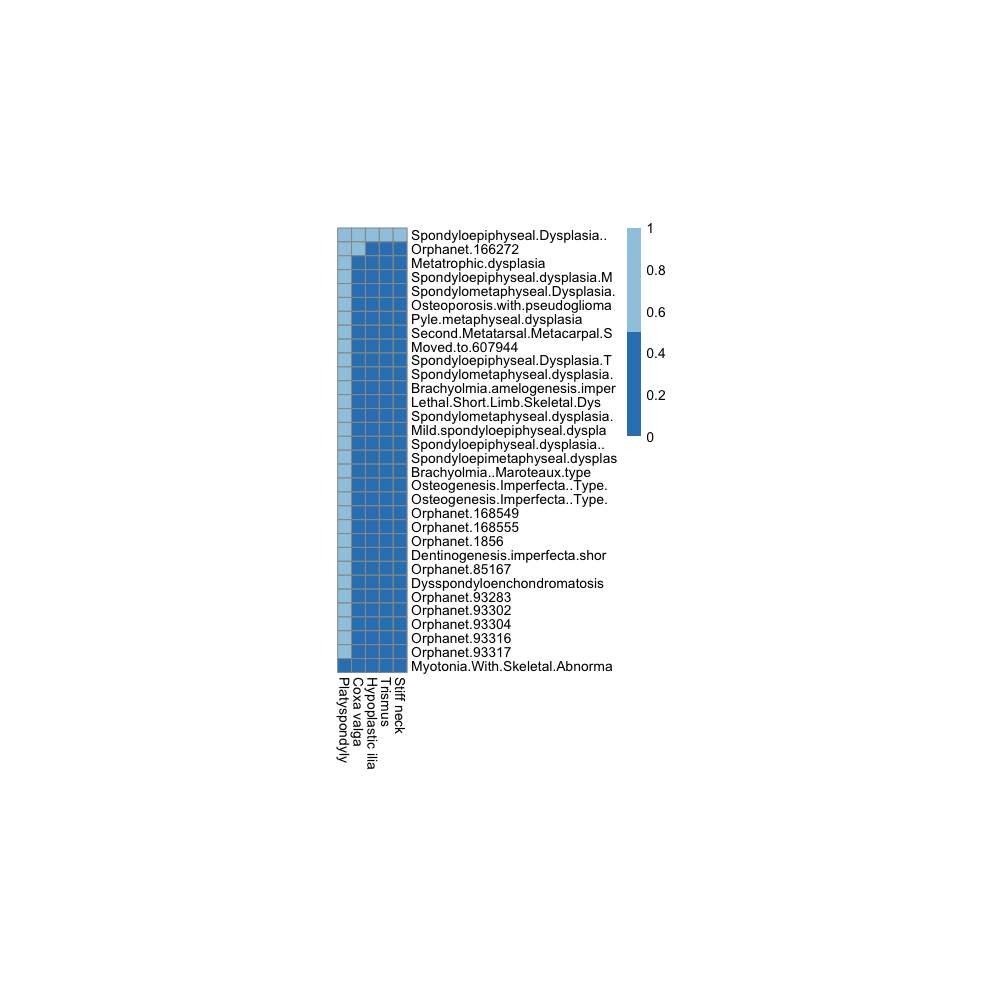 Spondyloepiphyseal.Dysplasia..
Orphanet.166272
Metatrophic.dysplasia
Spondyloepiphyseal.dysplasia.M
Spondylometaphyseal.Dysplasia.
Osteoporosis.with.pseudoglioma
Pyle.metaphyseal.dysplasia
Second.Metatarsal.Metacarpal.S
Moved.to.607944
Spondyloepiphyseal.Dysplasia.T
Spondylometaphyseal.dysplasia.
Brachyolmia.amelogenesis.imper
Lethal.Short.Limb.Skeletal.Dys
Spondylometaphyseal.dysplasia.
Mild.spondyloepiphyseal.dyspla
Spondyloepiphyseal.dysplasia..
Spondyloepimetaphyseal.dysplas
Brachyolmia..Maroteaux.type
Osteogenesis.Imperfecta..Type.
Osteogenesis.Imperfecta..Type.
Orphanet.168549
Orphanet.168555
Orphanet.1856
Dentinogenesis.imperfecta.shor
Orphanet.85167
Dysspondyloenchondromatosis
Orphanet.93283
Orphanet.93302
Orphanet.93304
Orphanet.93316
Orphanet.93317
Myotonia.With.Skeletal.Abnorma
Platyspondyly
Coxa valga
Hypoplastic ilia
Trismus
Stiff neck
1
0.8
0.6
0.4
0.2
0